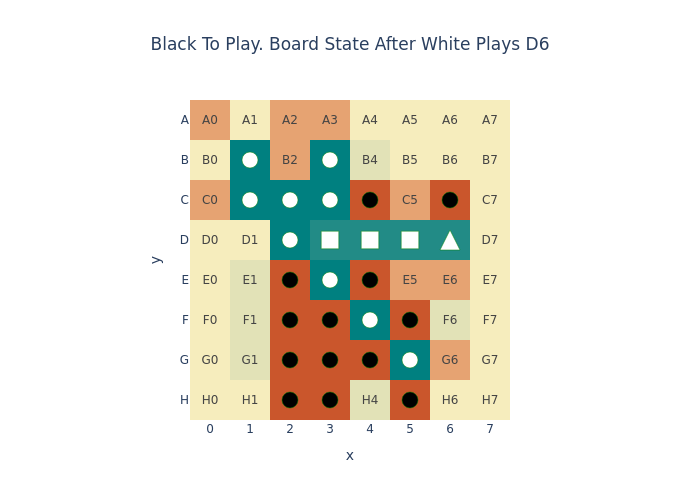 Black To Play. Board State After White Plays D6
A A0 A1 A2 A3 A4 A5 A6 A7
B B0 B2 B4 B5 B6 B7
C C0 C5 C7
D D0 D1 D7
E E0 E1 E5 E6 E7
F F0 F1 F6 F7
G G0 G1 G6 G7
H H0 H1 H4 H6 H7
0 1 2 3 4 5 6 7
x
y